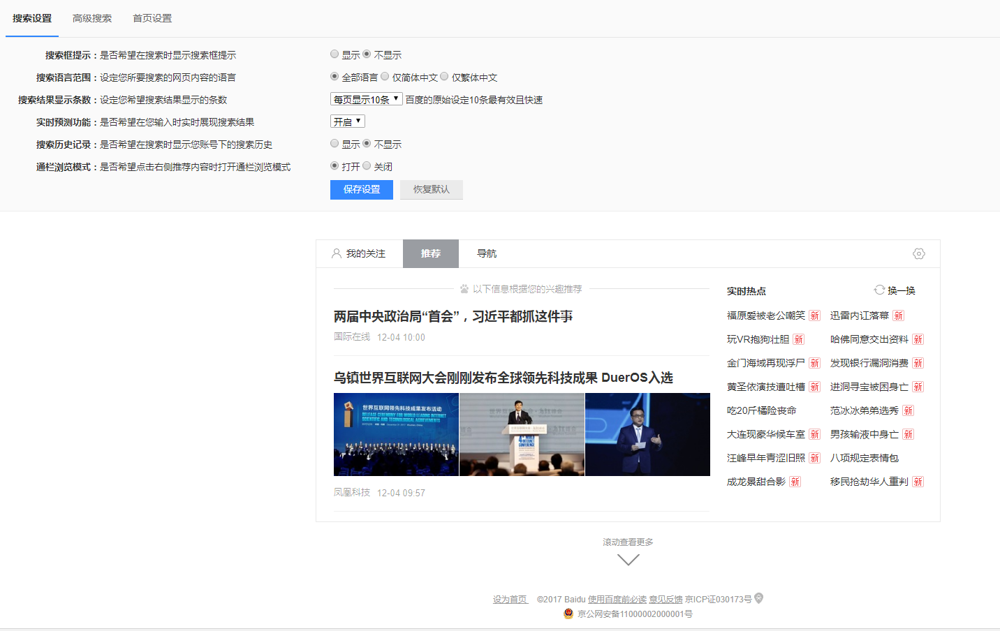 搜索设置 高级搜索 首页设置
搜索框提示：是否希望在搜索时显示搜索框提示 显示 不显示
搜索语言范围：设定您所要搜索的网页内容的语言 全部语言 仅简体中文 仅繁体中文
搜索结果显示条数：设定您希望搜索结果显示的条数 每页显示10条 百度的原始设定10条最有效且快速
实时预测功能：是否希望在您输入时实时展现搜索结果 开启
搜索历史记录：是否希望在搜索时显示您账号下的搜索历史 显示 不显示
通栏浏览模式：是否希望点击右侧推荐内容时打开通栏浏览模式 打开 关闭
保存设置 恢复默认
我的关注 推荐 导航
以下信息根据您的兴趣推荐
两届中央政治局“首会”，习近平都抓这件事
国际在线 12-04 10:00
乌镇世界互联网大会刚刚发布全球领先科技成果 DuerOS入选
世界互联网领先科技成果发布活动
RELEASE CEREMONY FOR WORLD LEADING INTERNET
SCIENTIFIC AND TECHNOLOGICAL ACHIEVEMENTS
凤凰科技 12-04 09:57
实时热点 换一换
福原爱被老公嘲笑 新 迅雷内讧落幕 新
玩VR抱狗壮胆 新 哈佛同意交出资料 新
金门海域再现浮尸 新 发现银行漏洞消费 新
黄圣依演技遭吐槽 新 进洞寻宝被困身亡 新
吃20斤橘险丧命 范冰冰弟弟选秀 新
大连现豪华候车室 新 男孩输液中身亡 新
汪峰早年青涩旧照 新 八项规定表情包
成龙景甜合影 新 移民抢劫华人重判 新
滚动查看更多
设为首页 ©2017 Baidu 使用百度前必读 意见反馈 京ICP证030173号
京公网安备11000002000001号